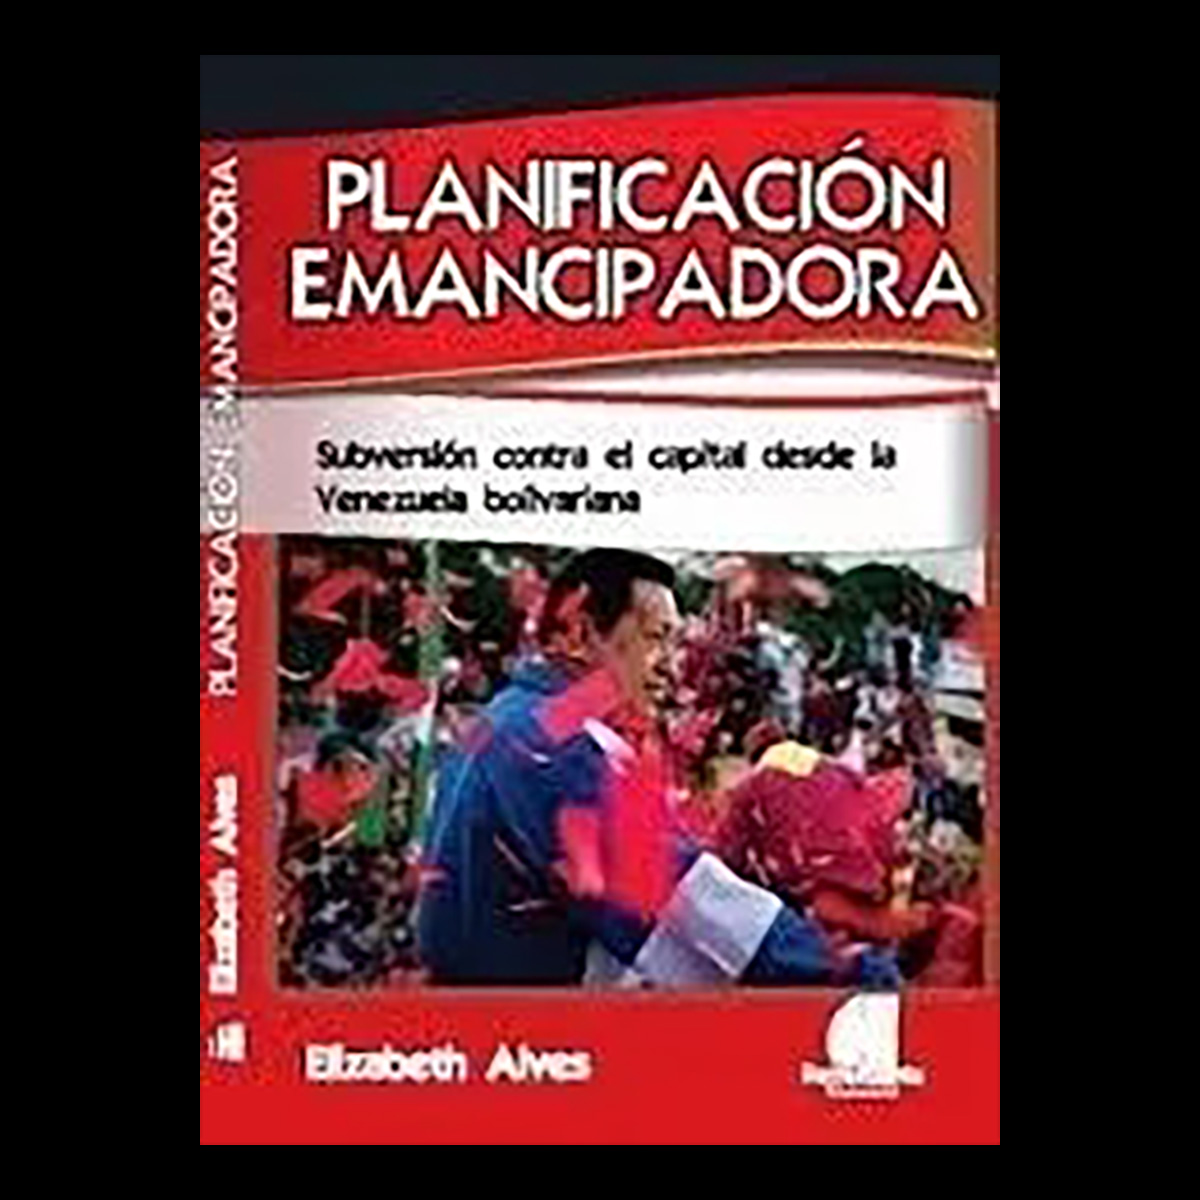 PLANIFICACIÓN
EMANCIPADORA
Subversión contra el capital desde la
Venezuela bolivariana
Elizabeth Alves
PLANIFICACIÓN EMANCIPADORA
Elizabeth Alves